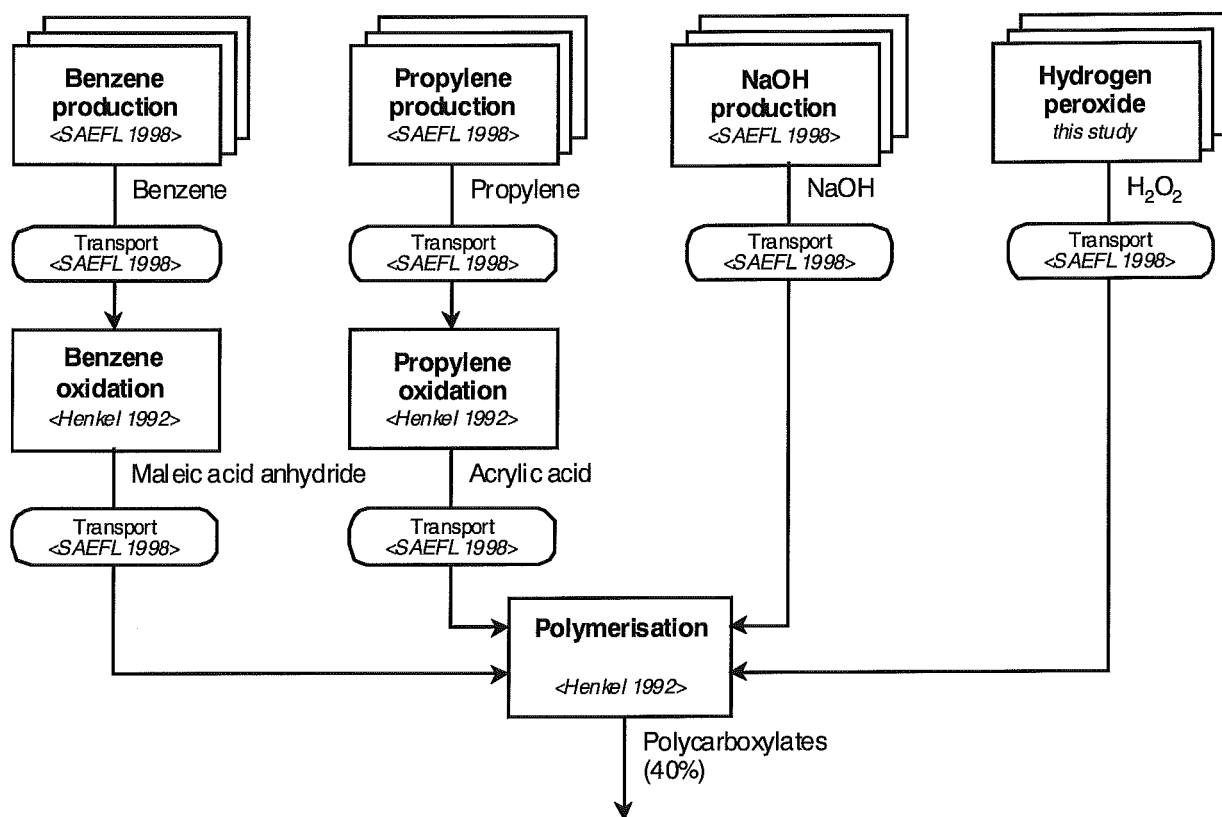 Benzene
production
<SAEFL 1998>
Propylene
production
<SAEFL 1998>
NaOH
production
<SAEFL 1998>
Hydrogen
peroxide
this study
Benzene
Propylene
NaOH
H₂O₂
Transport
<SAEFL 1998>
Transport
<SAEFL 1998>
Transport
<SAEFL 1998>
Transport
<SAEFL 1998>
Benzene
oxidation
<Henkel 1992>
Propylene
oxidation
<Henkel 1992>
Maleic acid anhydride
Acrylic acid
Transport
<SAEFL 1998>
Transport
<SAEFL 1998>
Polymerisation
<Henkel 1992>
Polycarboxylates
(40%)